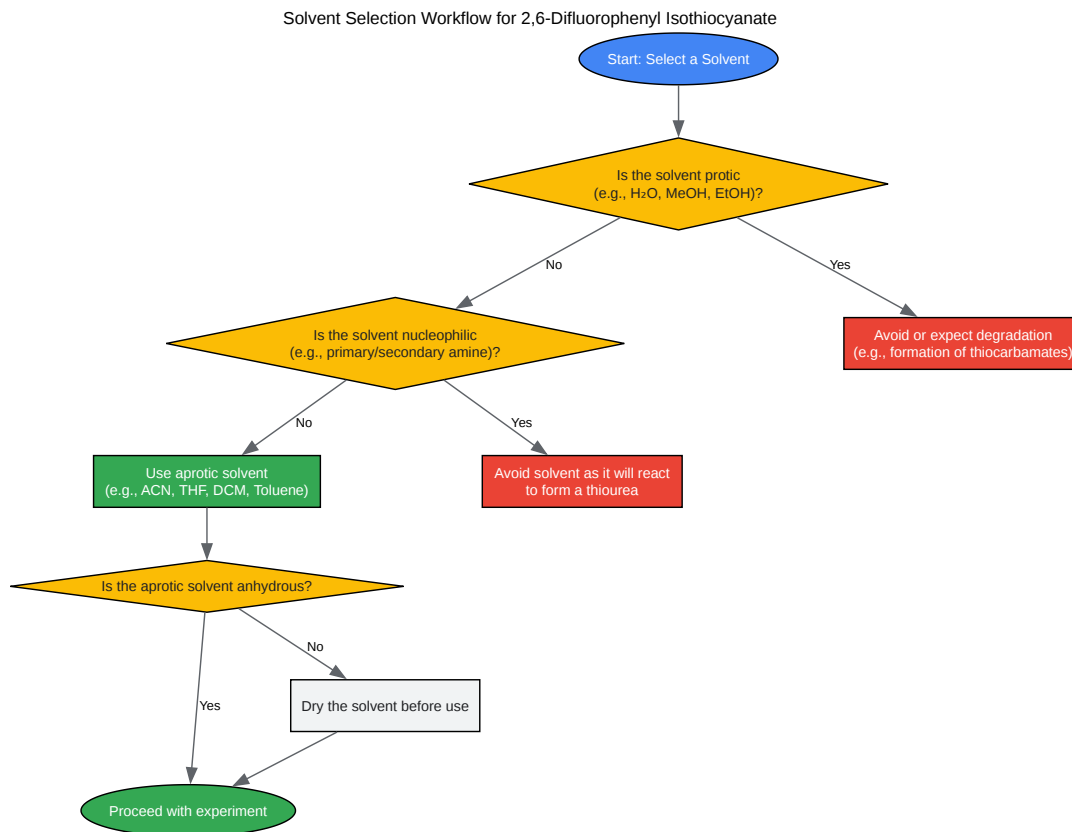 Solvent Selection Workflow for 2,6-Difluorophenyl Isothiocyanate
Start: Select a Solvent
Is the solvent protic
(e.g., H₂O, MeOH, EtOH)?
No
Yes
Is the solvent nucleophilic
(e.g., primary/secondary amine)?
Avoid or expect degradation
(e.g., formation of thiocarbamates)
No
Yes
Use aprotic solvent
(e.g., ACN, THF, DCM, Toluene)
Avoid solvent as it will react
to form a thiourea
Is the aprotic solvent anhydrous?
No
Yes
Dry the solvent before use
Proceed with experiment